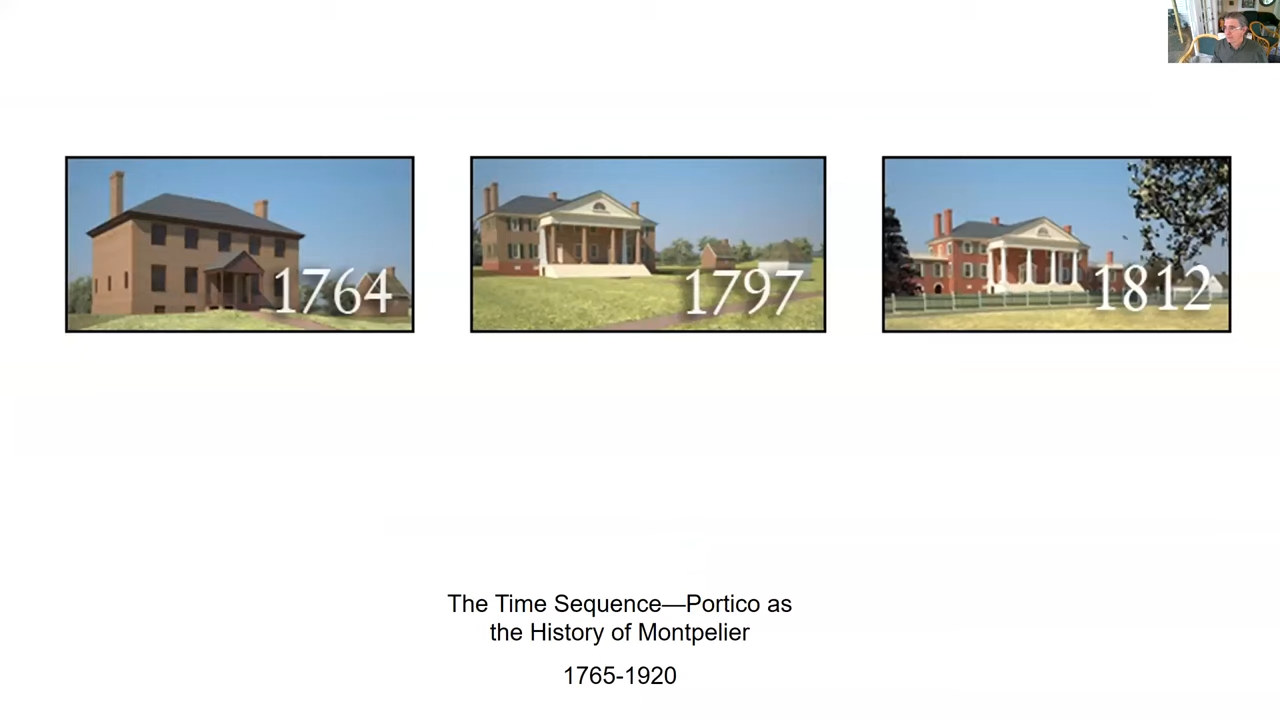 1764
1797
1812
The Time Sequence—Portico as
the History of Montpelier
1765-1920